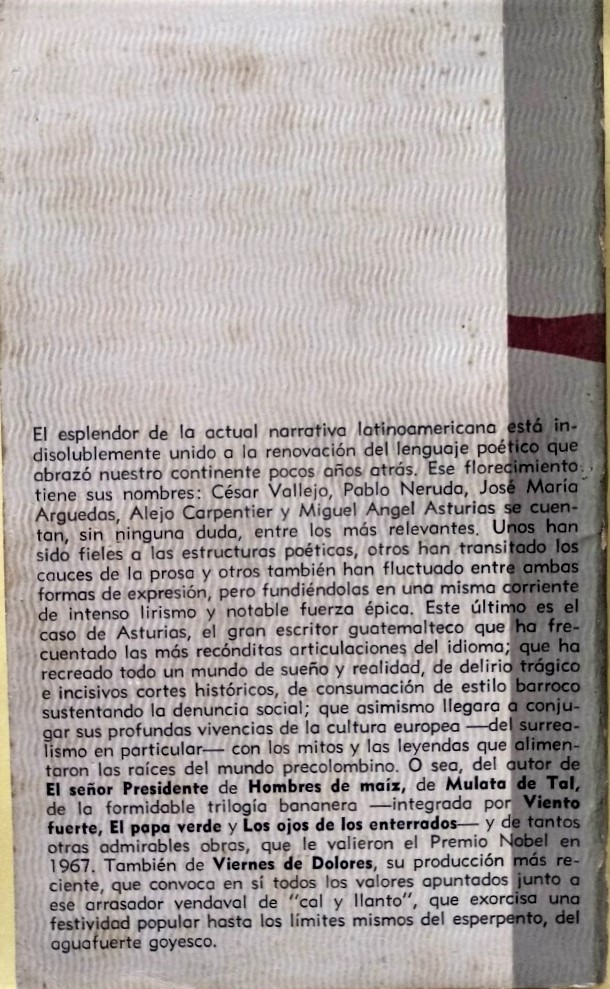 El esplendor de la actual narrativa latinoamericana está in-
disolublemente unido a la renovación del lenguaje poético que
abrazó nuestro continente pocos años atrás. Ese florecimiento
tiene sus nombres: César Vallejo, Pablo Neruda, José María
Arguedas, Alejo Carpentier y Miguel Angel Asturias se cuen-
tan, sin ninguna duda, entre los más relevantes. Unos han
sido fieles a las estructuras poéticas, otros han transitado los
cauces de la prosa y otros también han fluctuado entre ambas
formas de expresión, pero fundiéndolas en una misma corriente
de intenso lirismo y notable fuerza épica. Este último es el
caso de Asturias, el gran escritor guatemalteco que ha fre-
cuentado las más recónditas articulaciones del idioma; que ha
recreado todo un mundo de sueño y realidad, de delirio trágico
e incisivos cortes históricos, de consumación de estilo barroco
sustentando la denuncia social; que asimismo llegara a conju-
gar sus profundas vivencias de la cultura europea —del surrea-
lismo en particular— con los mitos y las leyendas que alimen-
taron las raíces del mundo precolombino. O sea, del autor de
El señor Presidente de Hombres de maíz, de Mulata de Tal,
de la formidable trilogía bananera —integrada por Viento
fuerte, El papa verde y Los ojos de los enterrados— y de tantos
otras admirables obras, que le valieron el Premio Nobel en
1967. También de Viernes de Dolores, su producción más re-
ciente, que convoca en sí todos los valores apuntados junto a
ese arrasador vendaval de "cal y llanto", que exorcisa una
festividad popular hasta los límites mismos del esperpento, del
aguafuerte goyesco.